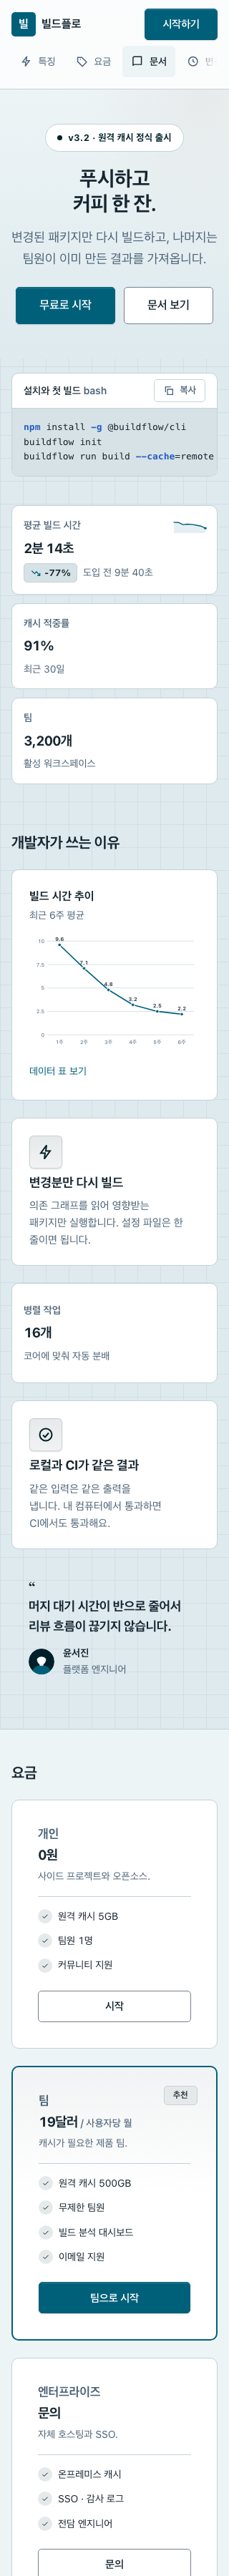 빌 빌드플로 시작하기
특징 요금 문서
v3.2 · 원격 캐시 정식 출시
푸시하고
커피 한 잔.
변경된 패키지만 다시 빌드하고, 나머지는
팀원이 이미 만든 결과를 가져옵니다.
무료로 시작 문서 보기
설치와 첫 빌드 bash 복사
npm install -g @buildflow/cli
buildflow init
buildflow run build --cache=remote
평균 빌드 시간
2분 14초
-77% 도입 전 9분 40초
캐시 적중률
91%
최근 30일
팀
3,200개
활성 워크스페이스
개발자가 쓰는 이유
빌드 시간 추이
최근 6주 평균
10
7.5
5
2.5
0
9.6
7.1
4.8
3.2
2.5
2.2
1주 2주 3주 4주 5주 6주
데이터 표 보기
변경분만 다시 빌드
의존 그래프를 읽어 영향받는
패키지만 실행합니다. 설정 파일은 한
줄이면 됩니다.
병렬 작업
16개
코어에 맞춰 자동 분배
로컬과 CI가 같은 결과
같은 입력은 같은 출력을
냅니다. 내 컴퓨터에서 통과하면
CI에서도 통과해요.
“
머지 대기 시간이 반으로 줄어서
리뷰 흐름이 끊기지 않습니다.
윤서진
플랫폼 엔지니어
요금
개인
0원
사이드 프로젝트와 오픈소스.
원격 캐시 5GB
팀원 1명
커뮤니티 지원
시작
추천
팀
19달러 / 사용자당 월
캐시가 필요한 제품 팀.
원격 캐시 500GB
무제한 팀원
빌드 분석 대시보드
이메일 지원
팀으로 시작
엔터프라이즈
문의
자체 호스팅과 SSO.
온프레미스 캐시
SSO · 감사 로그
전담 엔지니어
문의